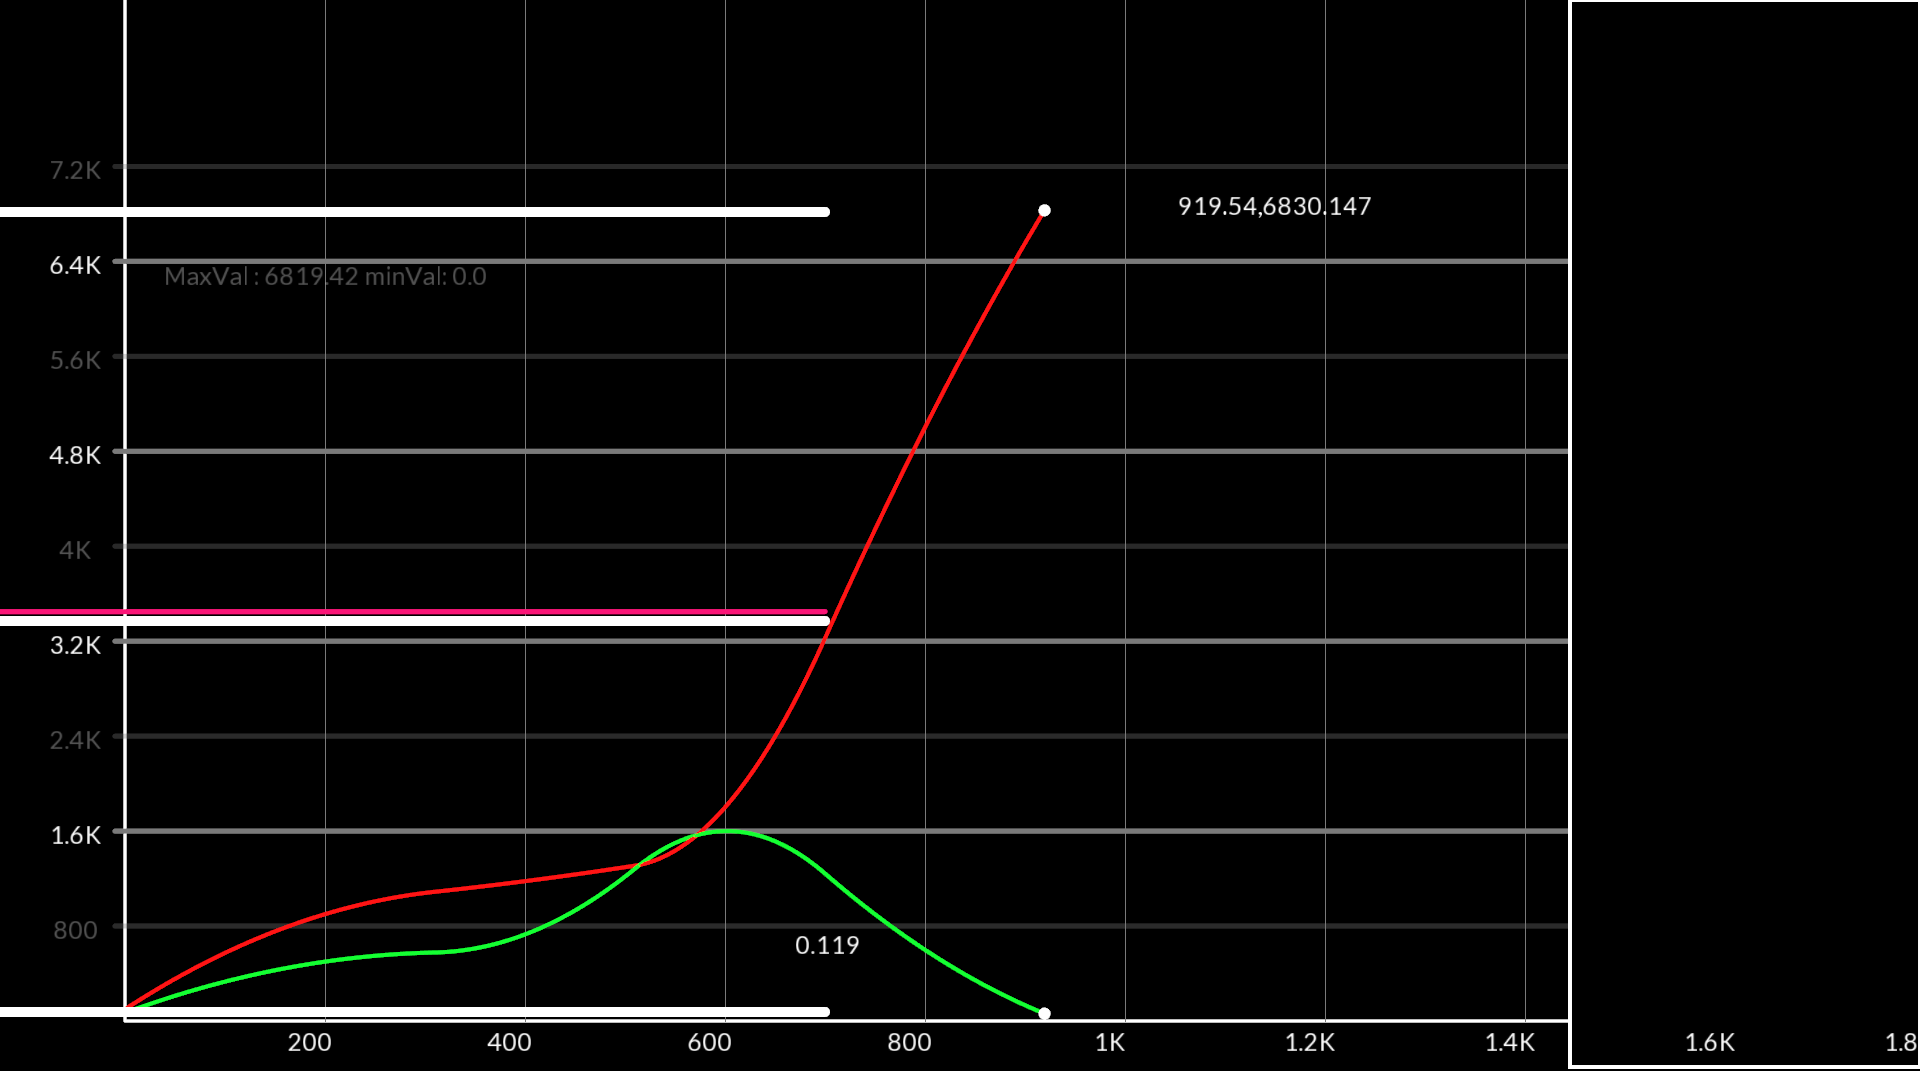 7.2K
919.54,6830.147
6.4K
MaxVal : 6819.42 minVal: 0.0
5.6K
4.8K
4K
3.2K
2.4K
1.6K
800
0.119
200 400 600 800 1K 1.2K 1.4K 1.6K 1.8